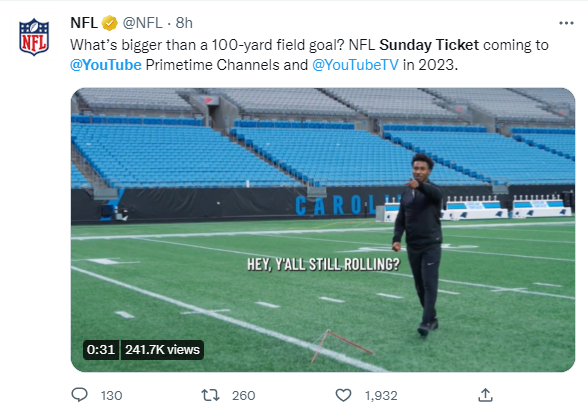 NFL
NFL @NFL · 8h
What’s bigger than a 100-yard field goal? NFL Sunday Ticket coming to
@YouTube Primetime Channels and @YouTubeTV in 2023.
CAROL
HEY, Y'ALL STILL ROLLING?
0:31 241.7K views
130 260 1,932